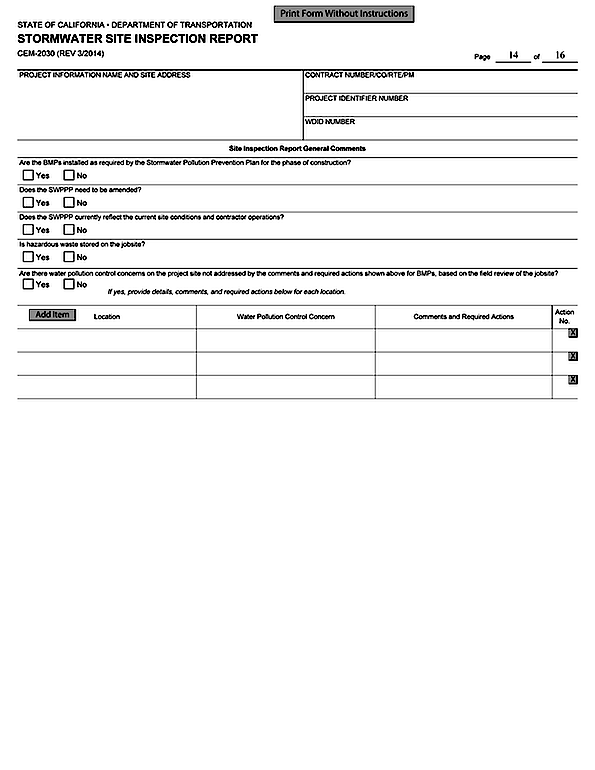 Print Form Without Instructions
STATE OF CALIFORNIA • DEPARTMENT OF TRANSPORTATION
STORMWATER SITE INSPECTION REPORT
CEM-2030 (REV 3/2014)
Page 14 of 16
PROJECT INFORMATION NAME AND SITE ADDRESS
CONTRACT NUMBER/CO/RTE/PM
PROJECT IDENTIFIER NUMBER
WDID NUMBER
Site Inspection Report General Comments
Are the BMPs installed as required by the Stormwater Pollution Prevention Plan for the phase of construction?
Yes No
Does the SWPPP need to be amended?
Yes No
Does the SWPPP currently reflect the current site conditions and contractor operations?
Yes No
Is hazardous waste stored on the jobsite?
Yes No
Are there water pollution control concerns on the project site not addressed by the comments and required actions shown above for BMPs, based on the field review of the jobsite?
Yes No
If yes, provide details, comments, and required actions below for each location.
Add Item Location Water Pollution Control Concern Comments and Required Actions Action No.
X
X
X